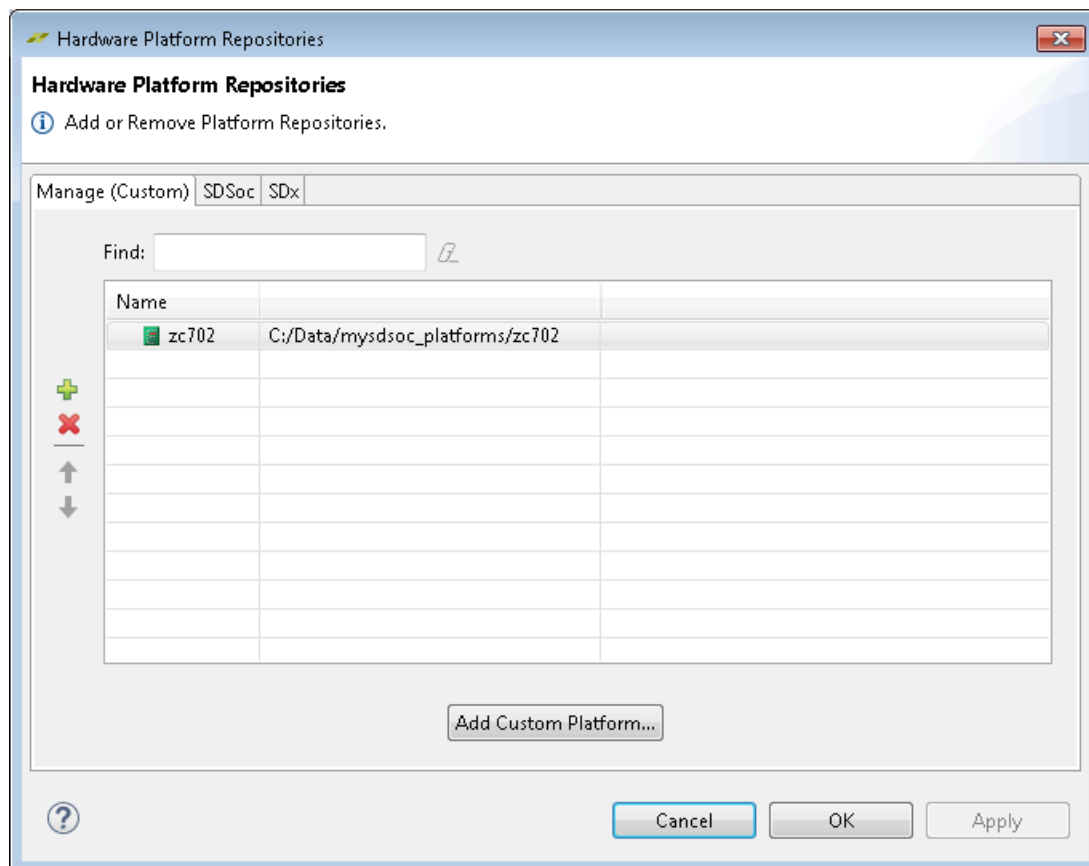 Hardware Platform Repositories
Hardware Platform Repositories
Add or Remove Platform Repositories.
Manage (Custom) SDSoc SDx
Find:
Name
zc702 C:/Data/mysdsoc_platforms/zc702
Add Custom Platform...
Cancel OK Apply